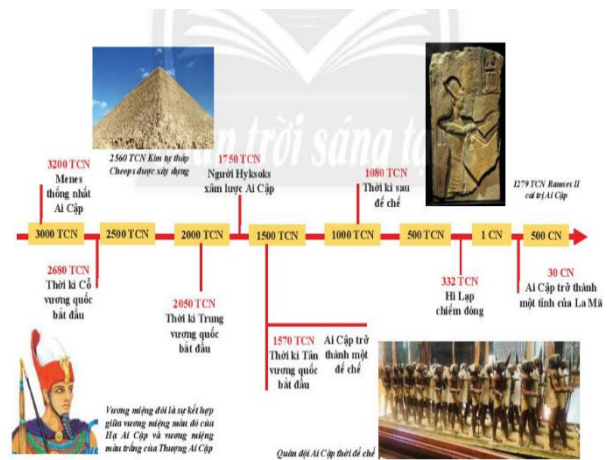 ân trời sáng tạ
2560 TCN Kim tự tháp
Cheops được xây dựng
1279 TCN Ramses II
cai trị Ai Cập
3200 TCN
Menes
thống nhất
Ai Cập
1750 TCN
Người Hyksoks
xâm lược Ai Cập
1080 TCN
Thời kì sau
đế chế
3000 TCN
2500 TCN
2000 TCN
1500 TCN
1000 TCN
500 TCN
1 CN
500 CN
2680 TCN
Thời kì Cổ
vương quốc
bắt đầu
2050 TCN
Thời kì Trung
vương quốc
bắt đầu
1570 TCN
Thời kì Tân
vương quốc
bắt đầu
Ai Cập trở
thành một
đế chế
332 TCN
Hi Lạp
chiếm đóng
30 CN
Ai Cập trở thành
một tỉnh của La Mã
Vương miệng đôi là sự kết hợp
giữa vương miệng màu đỏ của
Hạ Ai Cập và vương miệng
màu trắng của Thượng Ai Cập
Quân đội Ai Cập thời đế chế